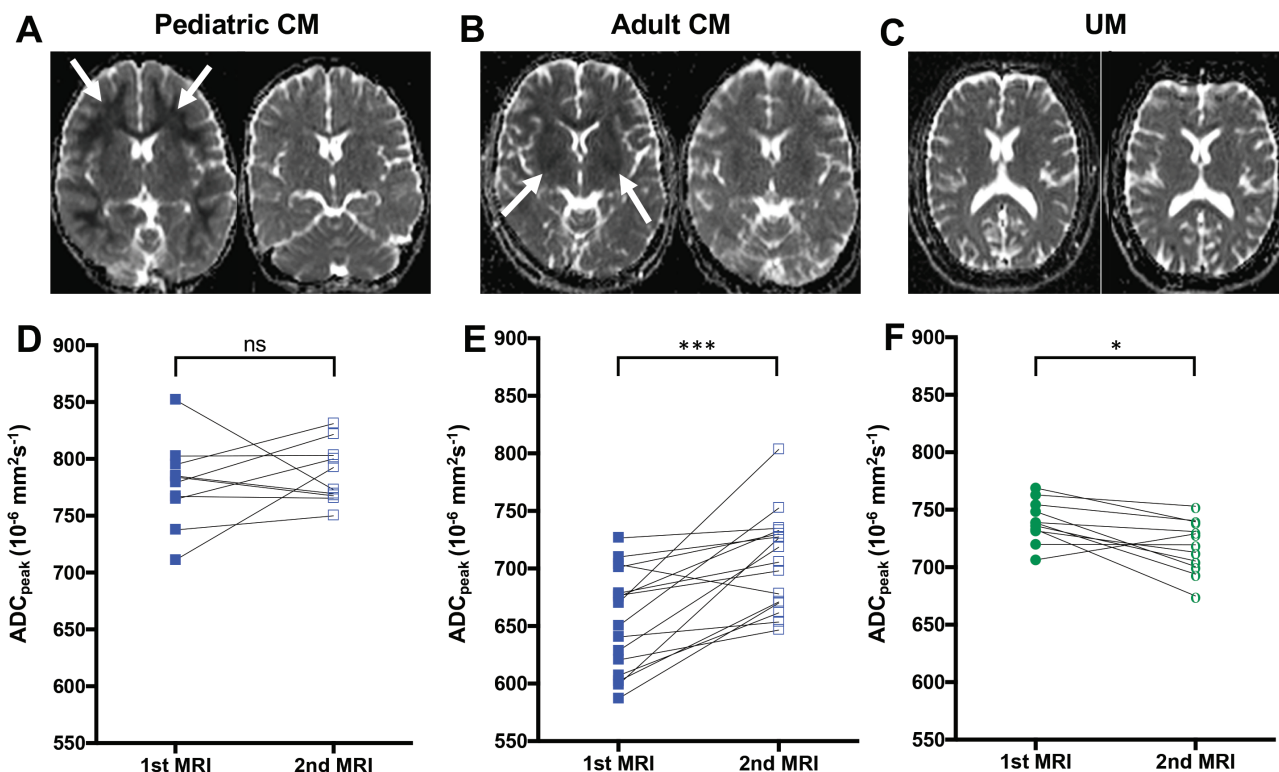 A Pediatric CM
B Adult CM
C UM
D
ns
900
850
800
750
700
650
600
550
ADCpeak (10-6 mm2s-1)
1st MRI 2nd MRI
E
***
900
850
800
750
700
650
600
550
ADCpeak (10-6 mm2s-1)
1st MRI 2nd MRI
F
*
900
850
800
750
700
650
600
550
ADCpeak (10-6 mm2s-1)
1st MRI 2nd MRI